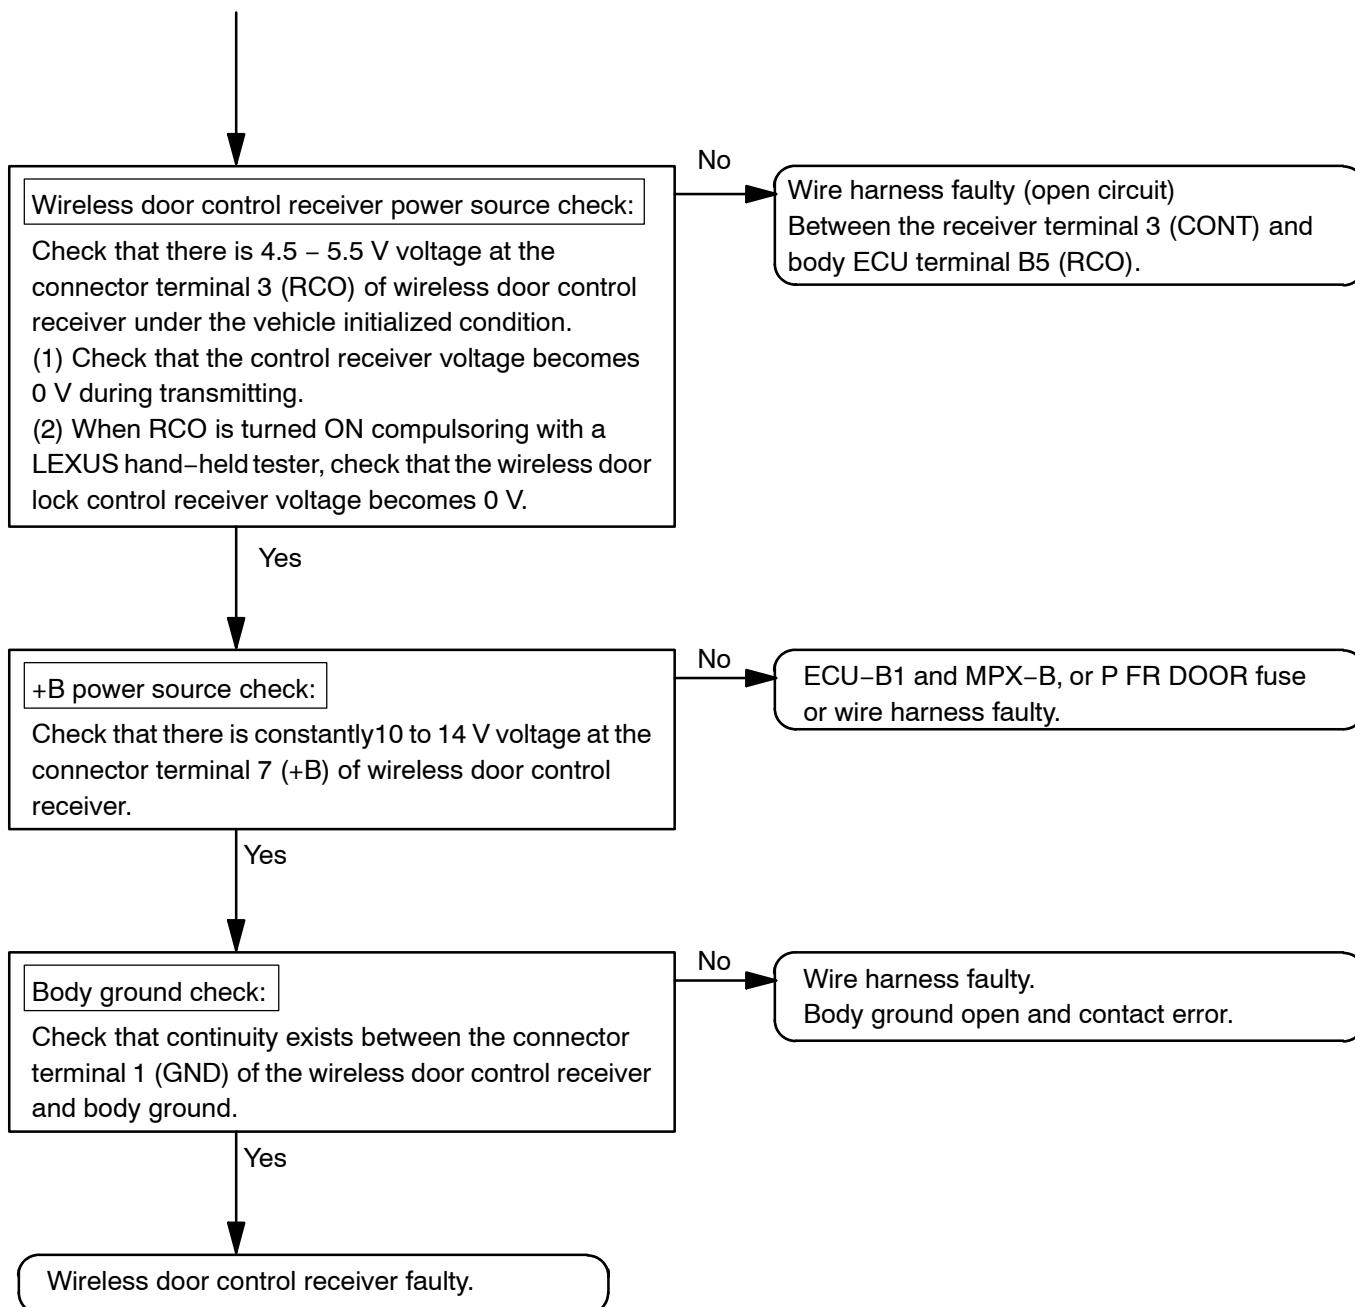 No
Wireless door control receiver power source check:
Check that there is 4.5 – 5.5 V voltage at the
connector terminal 3 (RCO) of wireless door control
receiver under the vehicle initialized condition.
(1) Check that the control receiver voltage becomes
0 V during transmitting.
(2) When RCO is turned ON compulsoring with a
LEXUS hand–held tester, check that the wireless door
lock control receiver voltage becomes 0 V.
Wire harness faulty (open circuit)
Between the receiver terminal 3 (CONT) and
body ECU terminal B5 (RCO).
Yes
No
+B power source check:
Check that there is constantly10 to 14 V voltage at the
connector terminal 7 (+B) of wireless door control
receiver.
ECU–B1 and MPX–B, or P FR DOOR fuse
or wire harness faulty.
Yes
No
Body ground check:
Check that continuity exists between the connector
terminal 1 (GND) of the wireless door control receiver
and body ground.
Wire harness faulty.
Body ground open and contact error.
Yes
Wireless door control receiver faulty.